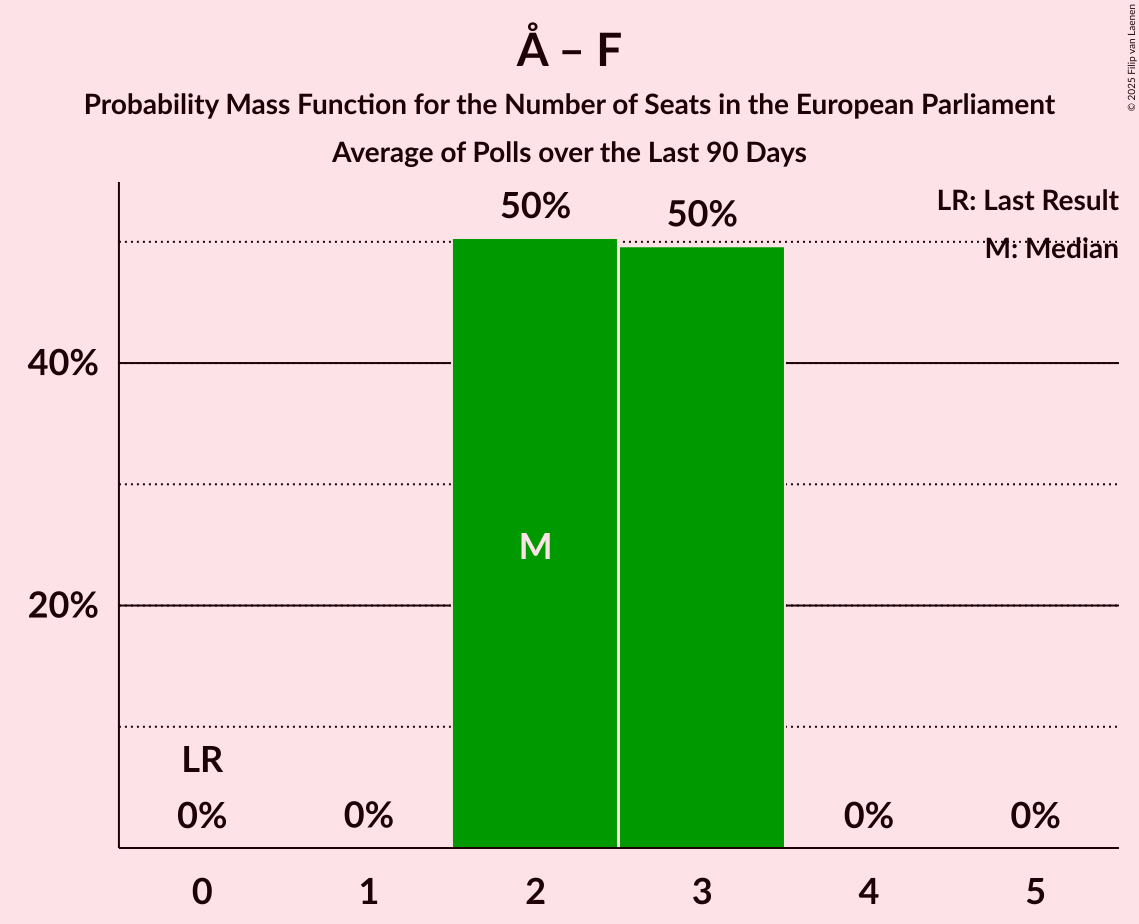 Å – F
Probability Mass Function for the Number of Seats in the European Parliament
Average of Polls over the Last 90 Days
© 2025 Filip van Laenen
LR: Last Result
M: Median
50%
50%
40%
20%
M
LR
0%
0%
0%
0%
0
1
2
3
4
5